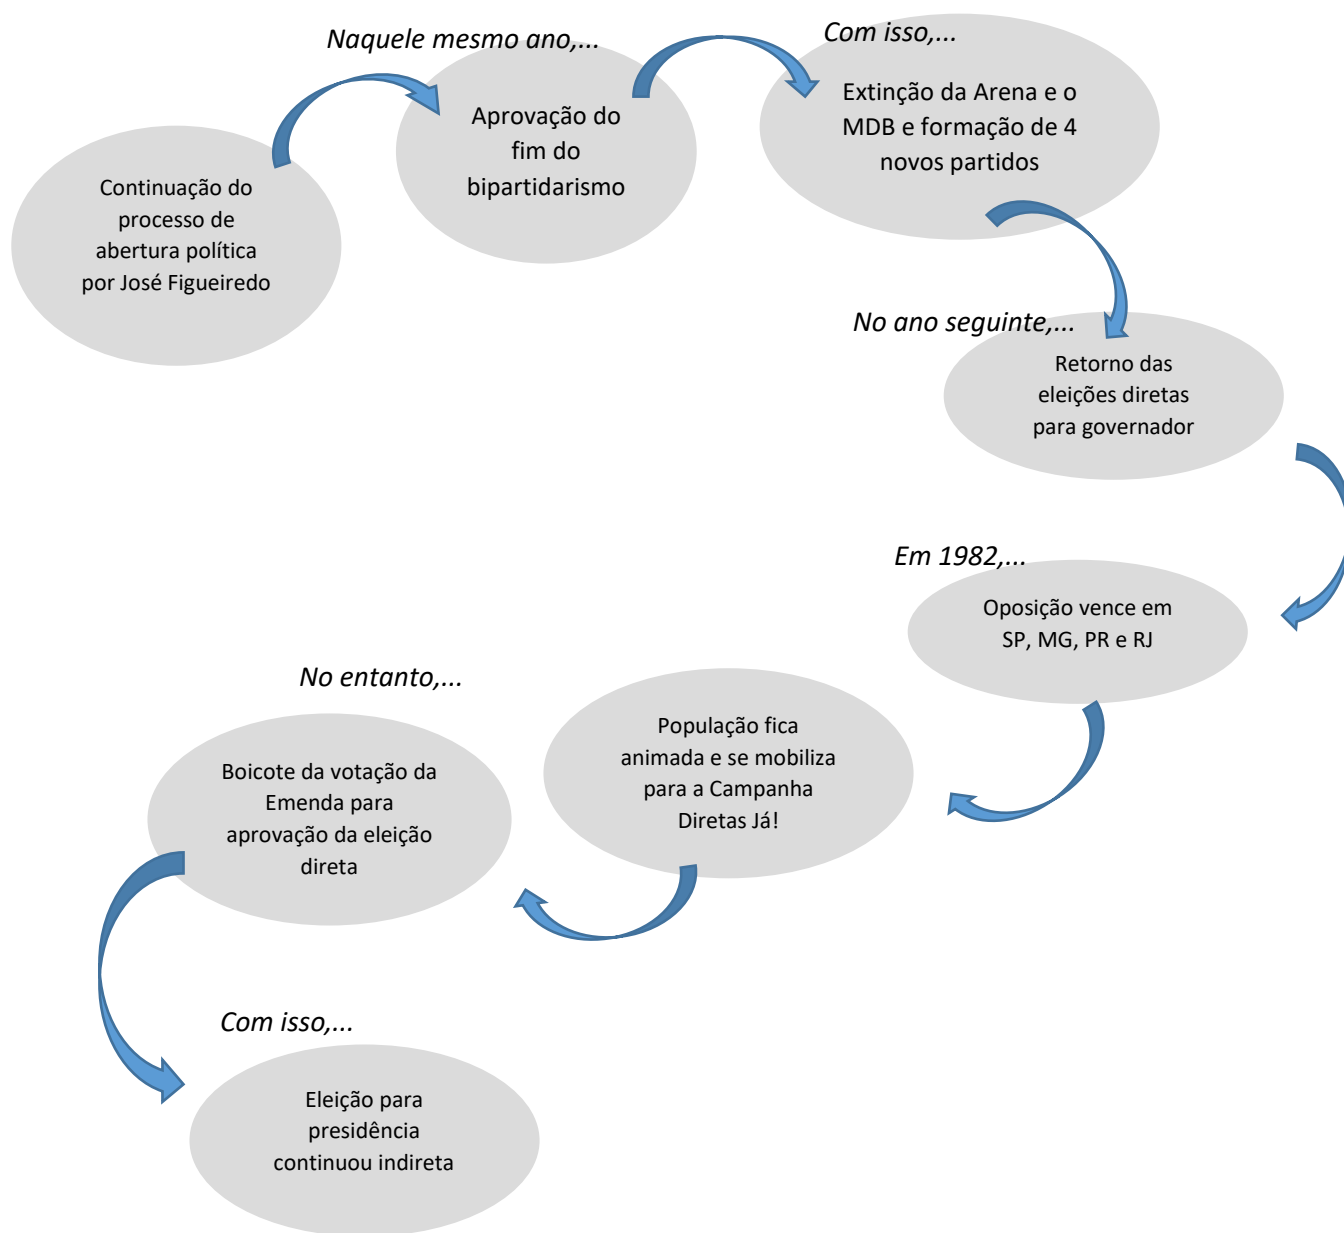 Continuação do
processo de
abertura política
por José Figueiredo
Naquele mesmo ano,...
Aprovação do
fim do
bipartidarismo
Com isso,...
Extinção da Arena e o
MDB e formação de 4
novos partidos
No ano seguinte,...
Retorno das
eleições diretas
para governador
Em 1982,...
Oposição vence em
SP, MG, PR e RJ
População fica
animada e se mobiliza
para a Campanha
Diretas Já!
No entanto,...
Boicote da votação da
Emenda para
aprovação da eleição
direta
Com isso,...
Eleição para
presidência
continuou indireta